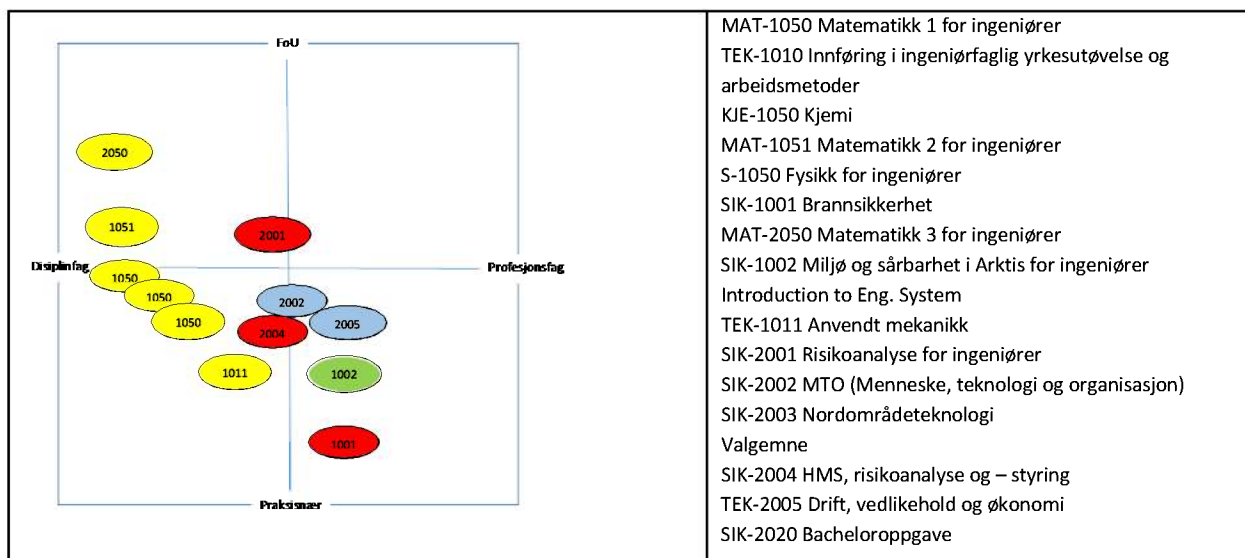 FoU
2050
1051
2001
Disiplinfag
Profesjonsfag
1050
1050
1050
2002
2005
2004
1011
1002
1001
Praksisnær
MAT-1050 Matematikk 1 for ingeniører
TEK-1010 Innføring i ingeniørfaglig yrkesutøvelse og
arbeidsmetoder
KJE-1050 Kjemi
MAT-1051 Matematikk 2 for ingeniører
S-1050 Fysikk for ingeniører
SIK-1001 Brannsikkerhet
MAT-2050 Matematikk 3 for ingeniører
SIK-1002 Miljø og sårbarhet i Arktis for ingeniører
Introduction to Eng. System
TEK-1011 Anvendt mekanikk
SIK-2001 Risikoanalyse for ingeniører
SIK-2002 MTO (Menneske, teknologi og organisasjon)
SIK-2003 Nordområdeteknologi
Valgemne
SIK-2004 HMS, risikoanalyse og – styring
TEK-2005 Drift, vedlikehold og økonomi
SIK-2020 Bacheloroppgave